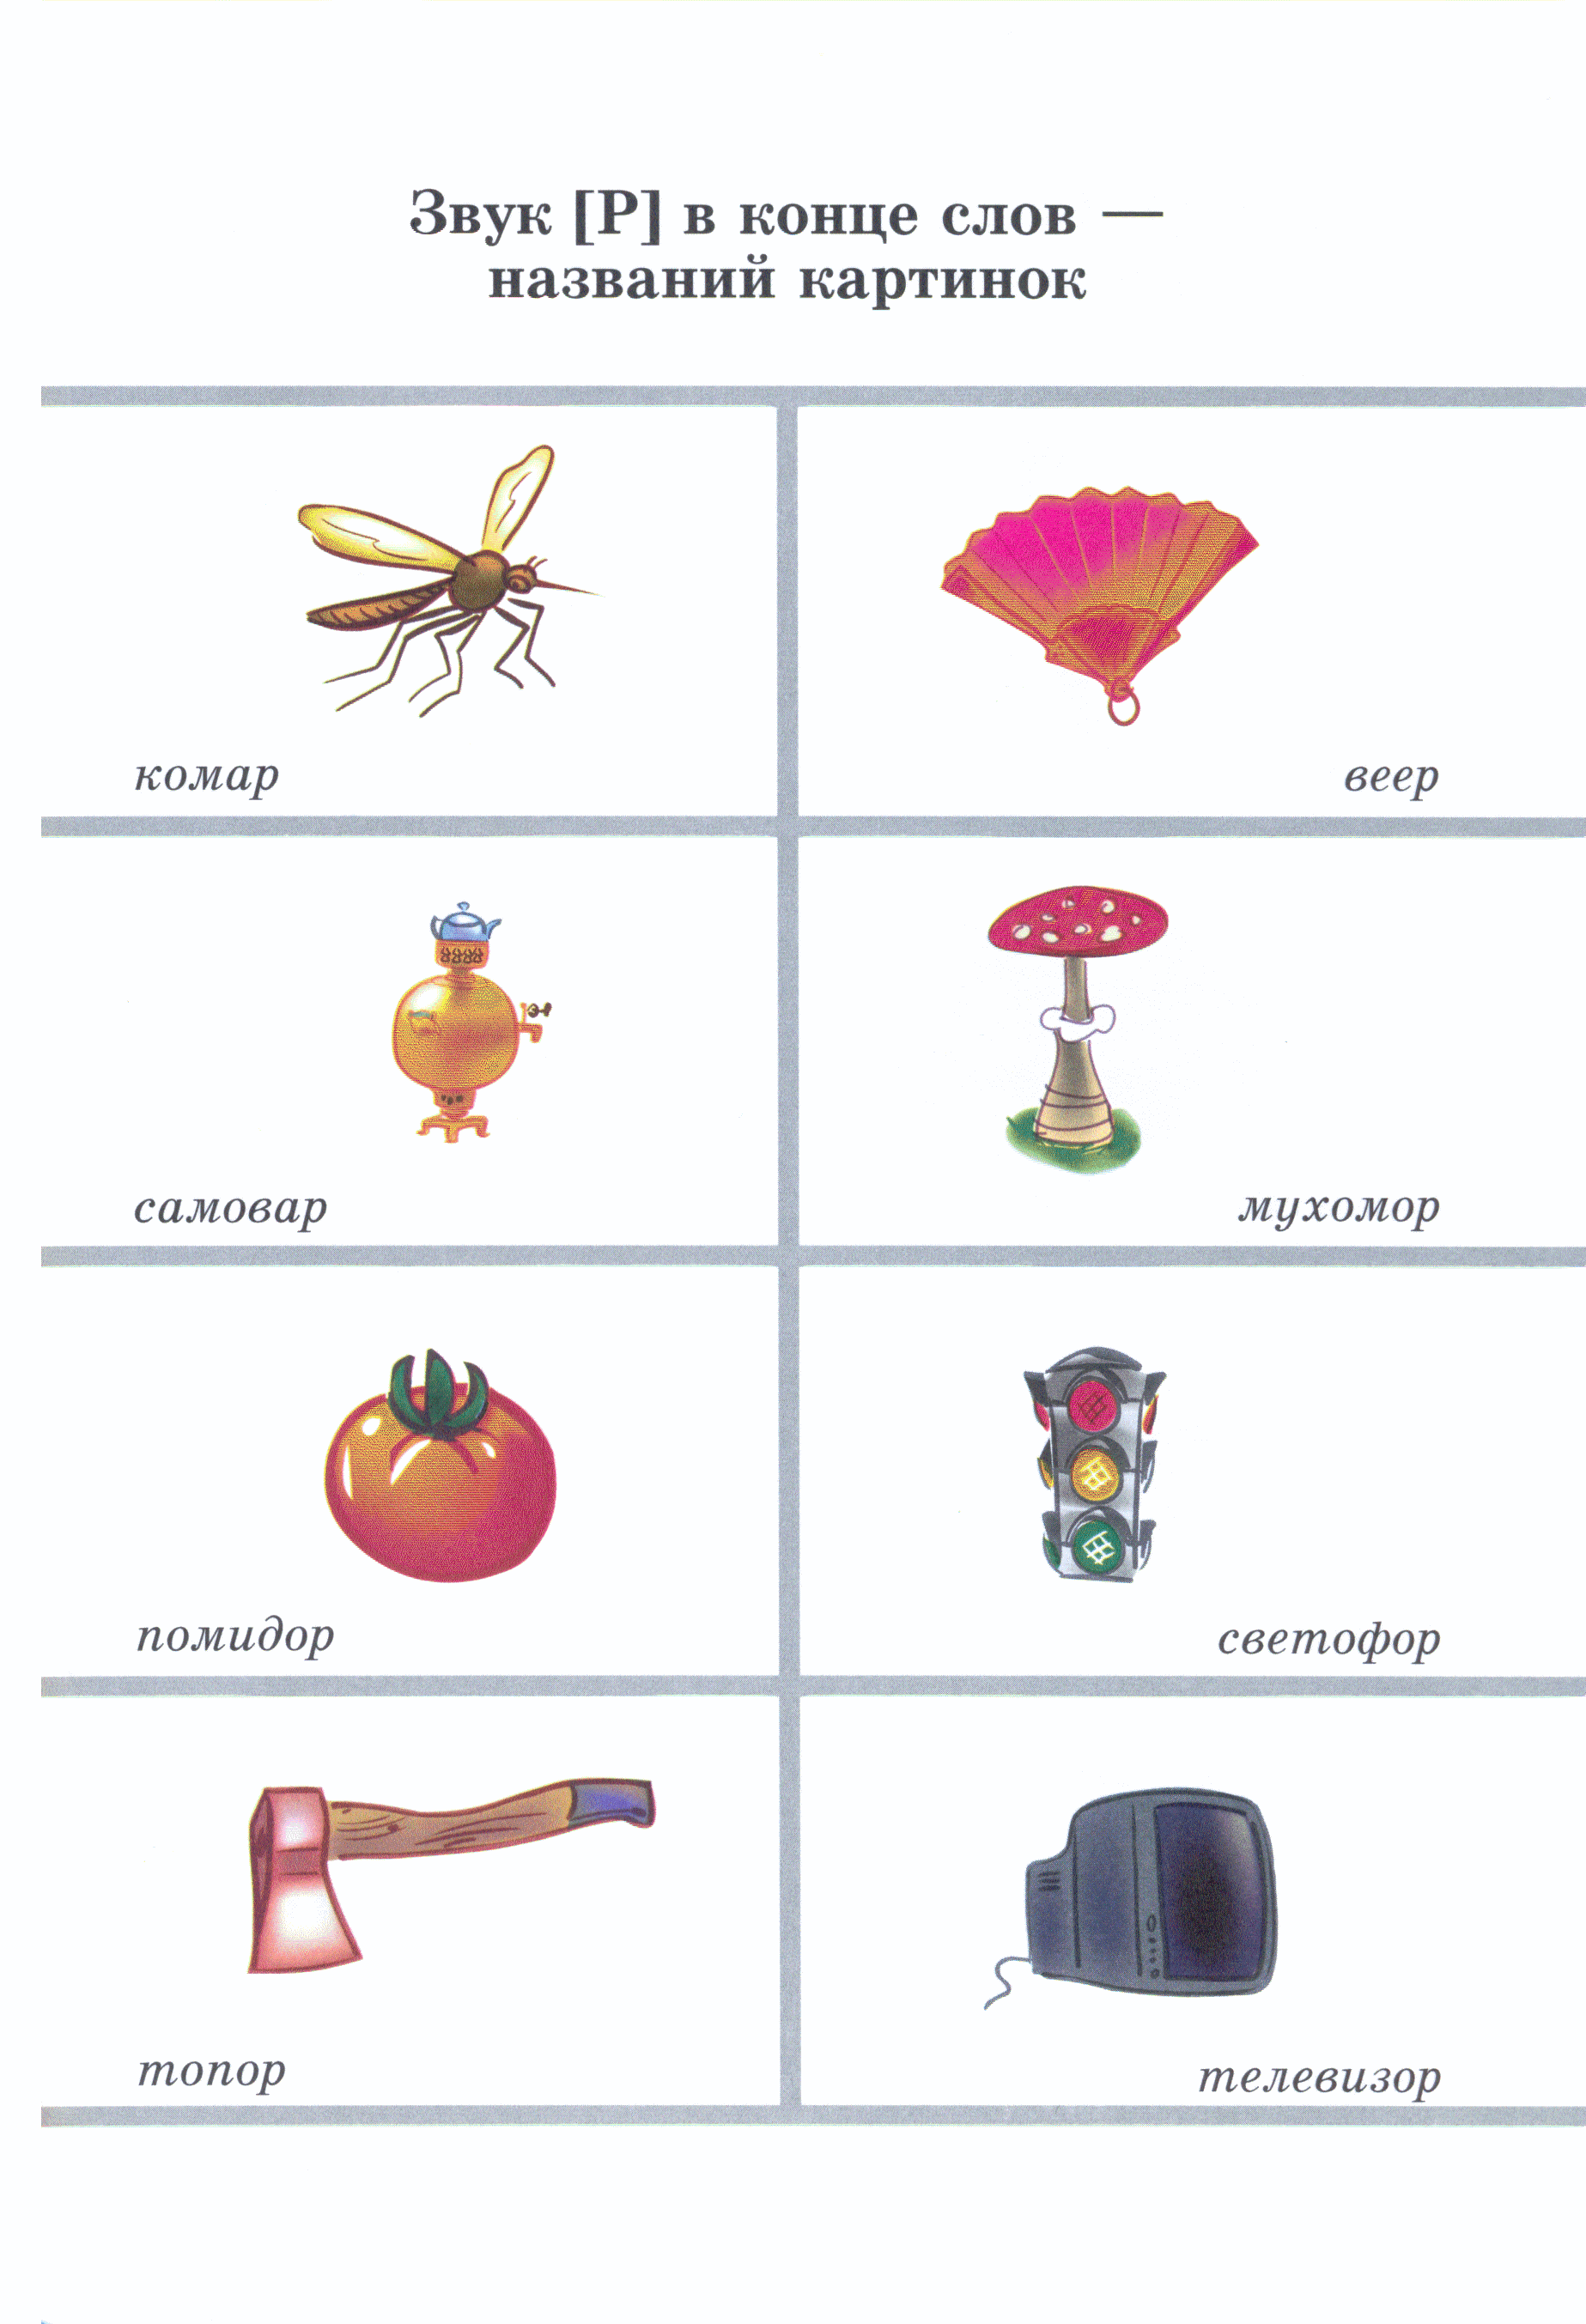 Звук [Р] в конце слов —
названий картинок
комар
веер
самовар
мухомор
помидор
светофор
топор
телевизор